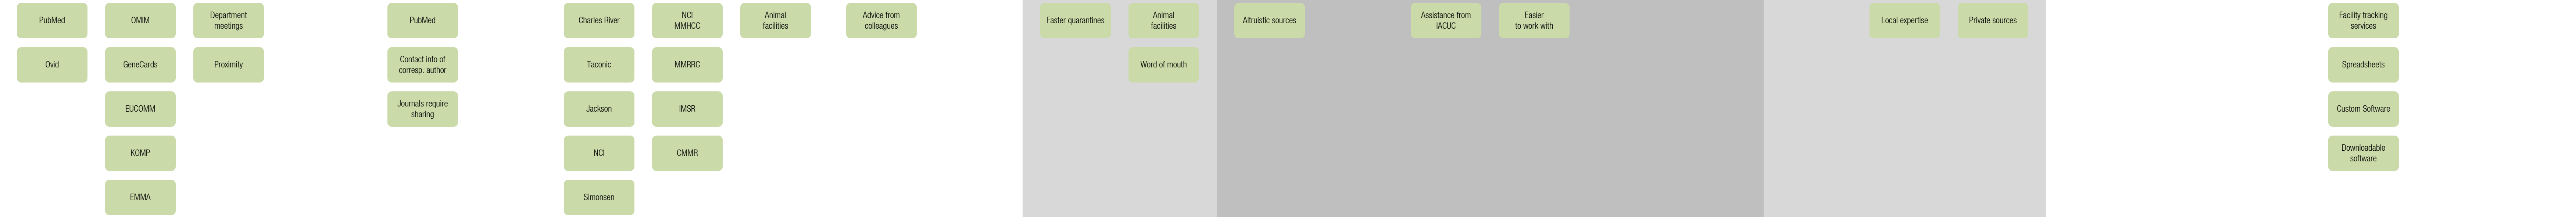 PubMed
Ovid
OMIM
GeneCards
EUCOMM
KOMP
EMMA
Department
meetings
Proximity
PubMed
Contact info of
corresp. author
Journals require
sharing
Charles River
Taconic
Jackson
NCI
Simonsen
NCI
MMHCC
MMRRC
IMSR
CMMR
Animal
facilities
Advice from
colleagues
Faster quarantines
Animal
facilities
Word of mouth
Altruistic sources
Assistance from
IACUC
Easier
to work with
Local expertise
Private sources
Facility tracking
services
Spreadsheets
Custom Software
Downloadable
software